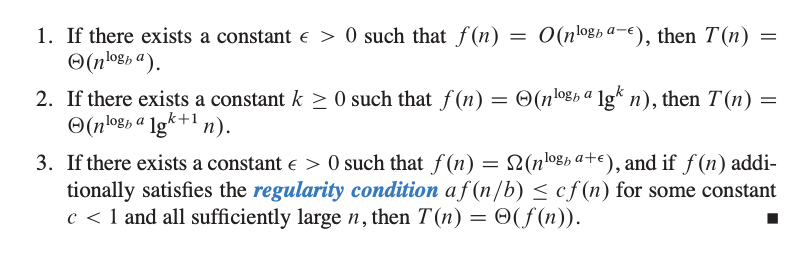 1. If there exists a constant ϵ > 0 such that f(n) = O(n^{log_b a−ϵ}), then T(n) =
Θ(n^{log_b a}).
2. If there exists a constant k ≥ 0 such that f(n) = Θ(n^{log_b a} lg^k n), then T(n) =
Θ(n^{log_b a} lg^{k+1} n).
3. If there exists a constant ϵ > 0 such that f(n) = Ω(n^{log_b a+ϵ}), and if f(n) addi-
tionally satisfies the regularity condition af(n/b) ≤ cf(n) for some constant
c < 1 and all sufficiently large n, then T(n) = Θ(f(n)). ■